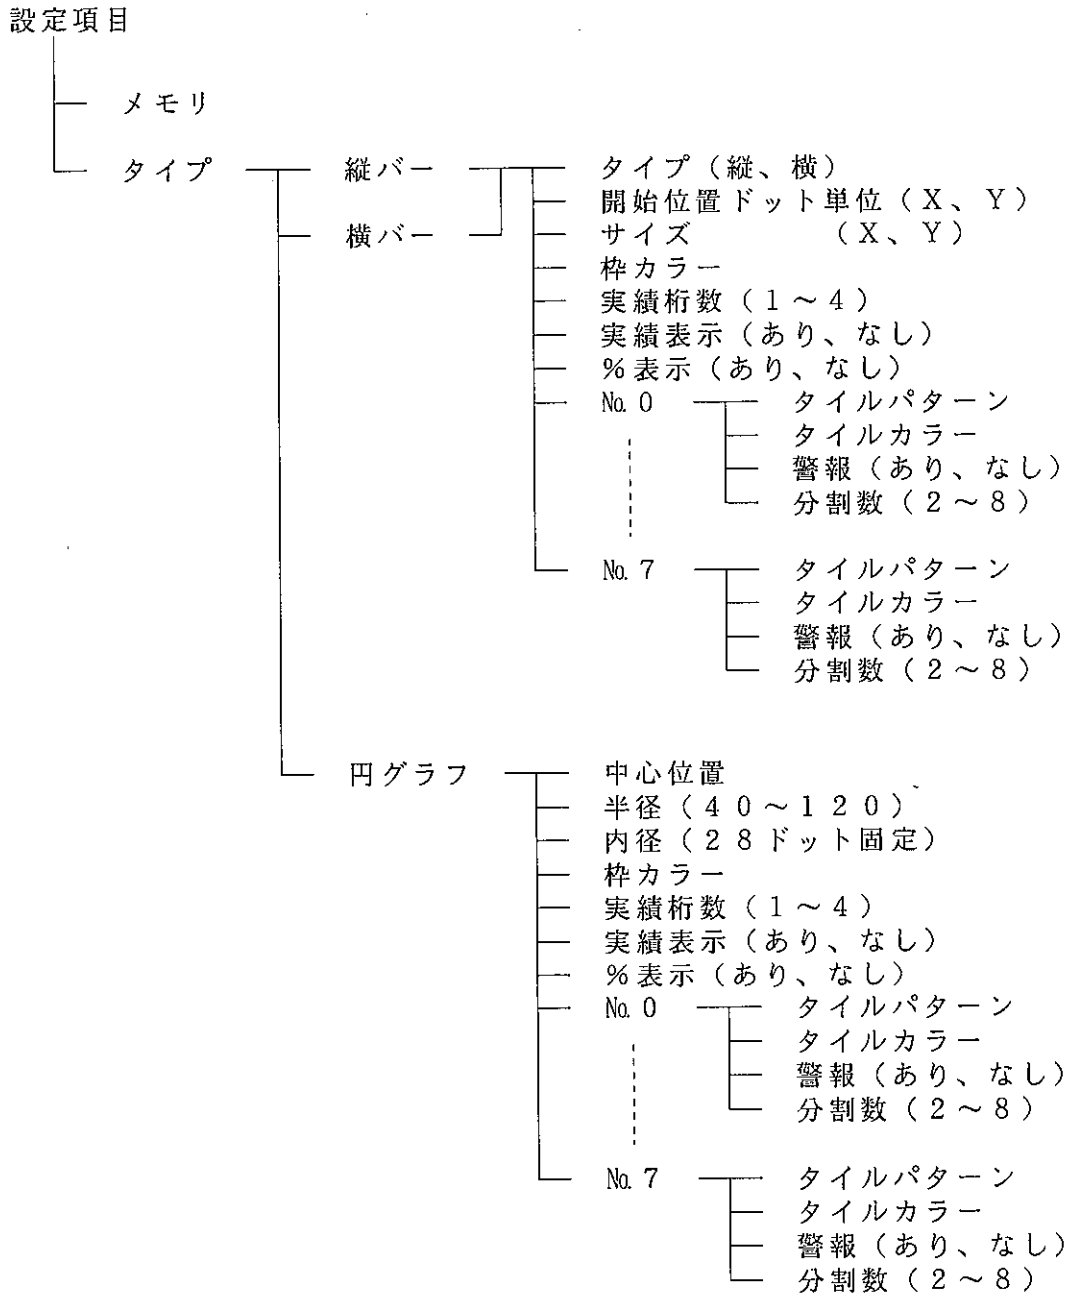 設定項目
メモリ
タイプ 縦バー タイプ（縦、横）
開始位置ドット単位（X、Y）
横バー サイズ （X、Y）
枠カラー
実績桁数（1～4）
実績表示（あり、なし）
％表示（あり、なし）
№0 タイルパターン
タイルカラー
警報（あり、なし）
分割数（2～8）
№7 タイルパターン
タイルカラー
警報（あり、なし）
分割数（2～8）
円グラフ 中心位置
半径（40～120）
内径（28ドット固定）
枠カラー
実績桁数（1～4）
実績表示（あり、なし）
％表示（あり、なし）
№0 タイルパターン
タイルカラー
警報（あり、なし）
分割数（2～8）
№7 タイルパターン
タイルカラー
警報（あり、なし）
分割数（2～8）